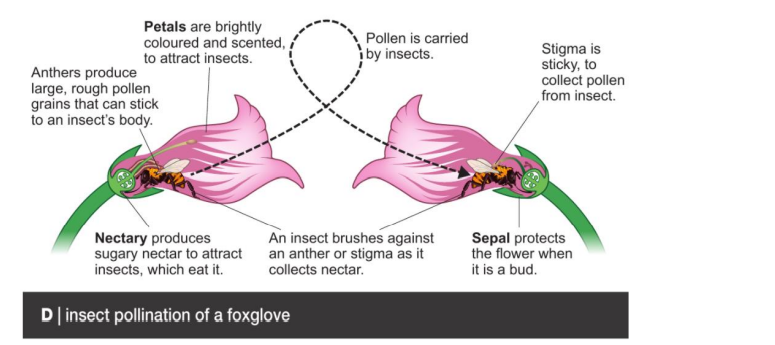 Petals are brightly
coloured and scented,
to attract insects.
Pollen is carried
by insects.
Stigma is
sticky, to
collect pollen
from insect.
Anthers produce
large, rough pollen
grains that can stick
to an insect's body.
Nectary produces
sugary nectar to attract
insects, which eat it.
An insect brushes against
an anther or stigma as it
collects nectar.
Sepal protects
the flower when
it is a bud.
D | insect pollination of a foxglove